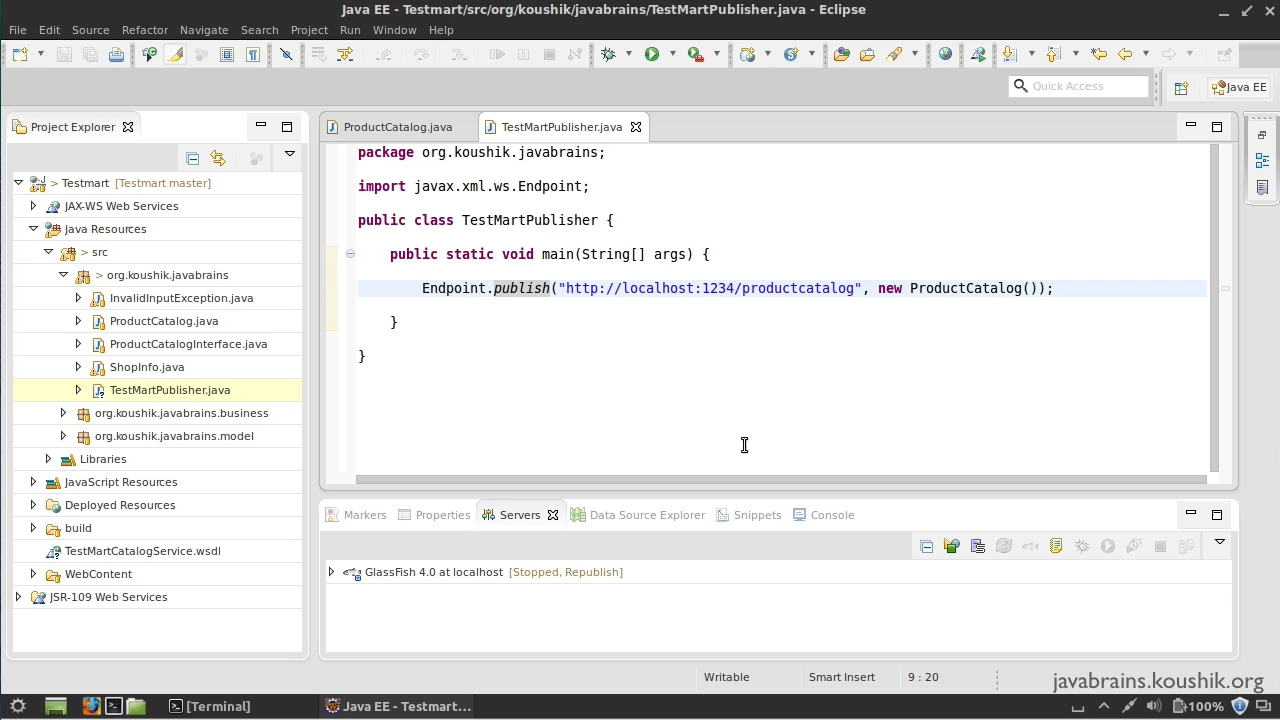 Java EE - Testmart/src/org/koushik/javabrains/TestMartPublisher.java - Eclipse
File Edit Source Refactor Navigate Search Project Run Window Help
Quick Access
Java EE
Project Explorer
> Testmart [Testmart master]
JAX-WS Web Services
Java Resources
> src
> org.koushik.javabrains
InvalidInputException.java
ProductCatalog.java
ProductCatalogInterface.java
ShopInfo.java
TestMartPublisher.java
org.koushik.javabrains.business
org.koushik.javabrains.model
Libraries
JavaScript Resources
Deployed Resources
build
TestMartCatalogService.wsdl
WebContent
JSR-109 Web Services
ProductCatalog.java TestMartPublisher.java
package org.koushik.javabrains;
import javax.xml.ws.Endpoint;
public class TestMartPublisher {
public static void main(String[] args) {
Endpoint.publish("http://localhost:1234/productcatalog", new ProductCatalog());
}
}
Markers Properties Servers Data Source Explorer Snippets Console
GlassFish 4.0 at localhost [Stopped, Republish]
Writable Smart Insert 9 : 20
javabrains.koushik.org
[Terminal] Java EE - Testmart... 100%